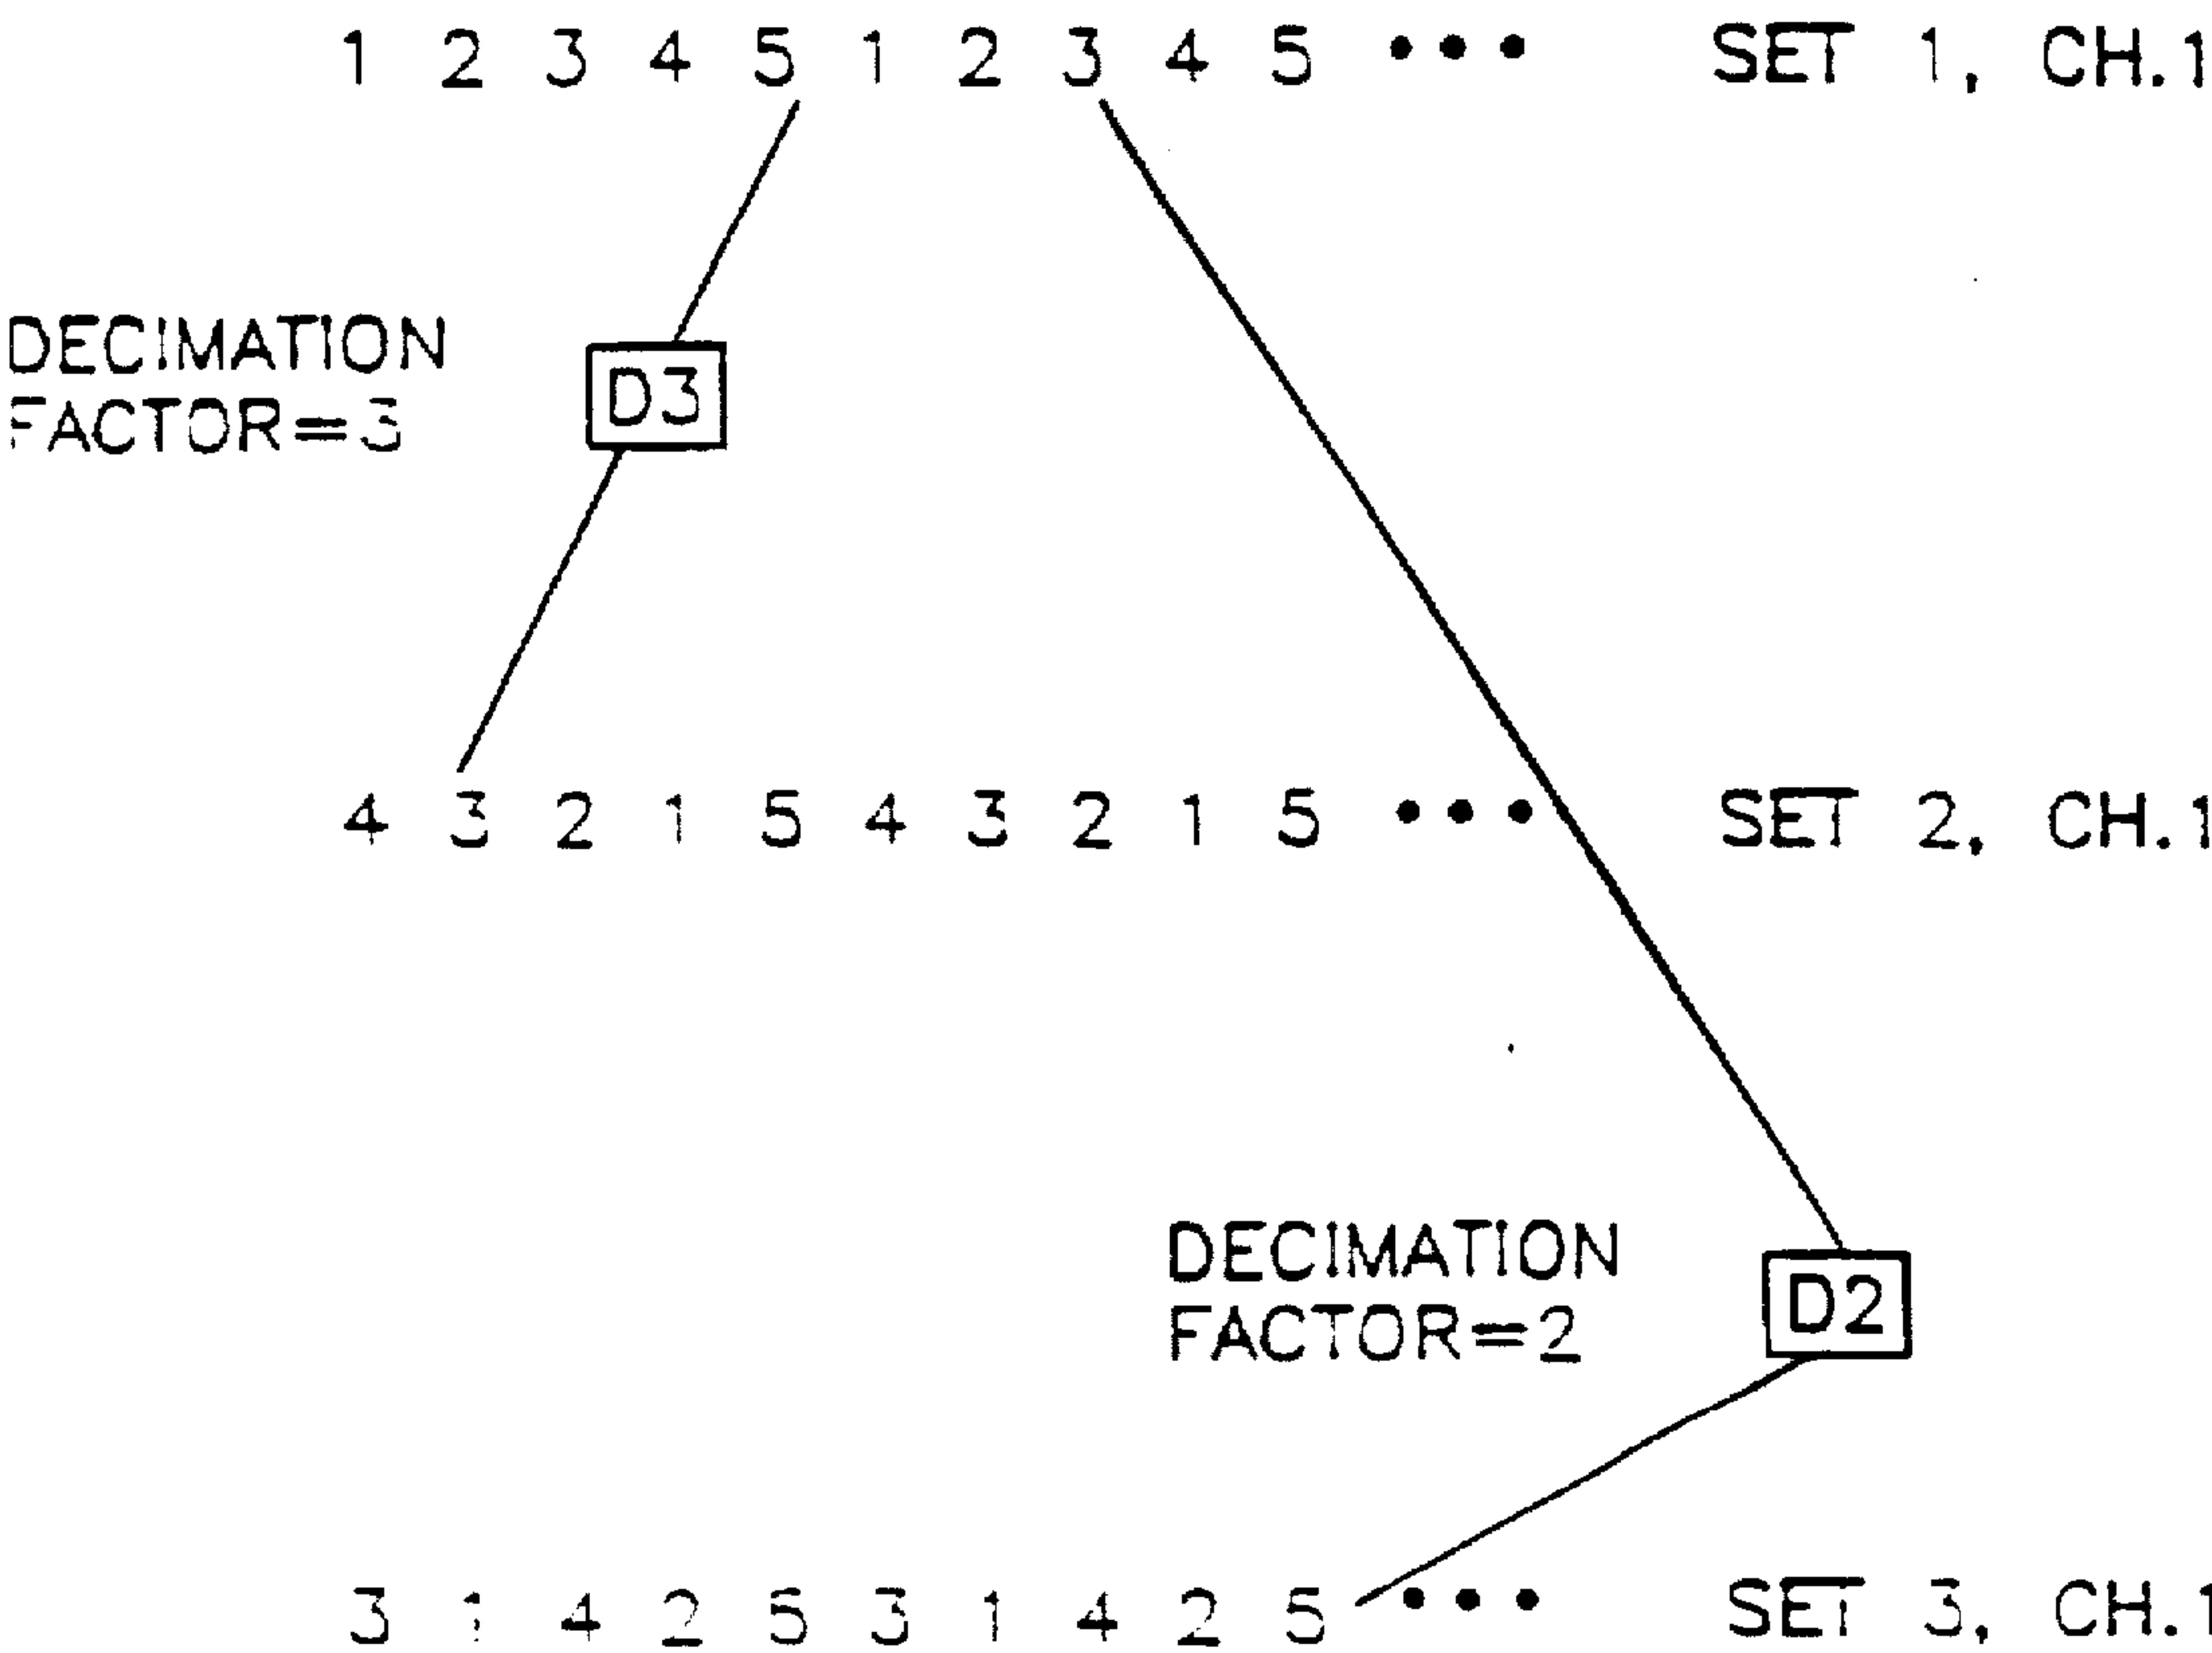 1 2 3 4 5 1 2 3 4 5 ••• SET 1, CH.1
DECIMATION
FACTOR=3
D3
4 3 2 1 5 4 3 2 1 5 ••• SET 2, CH.1
DECIMATION
FACTOR=2
D2
3 1 4 2 5 3 1 4 2 5 ••• SET 3, CH.1